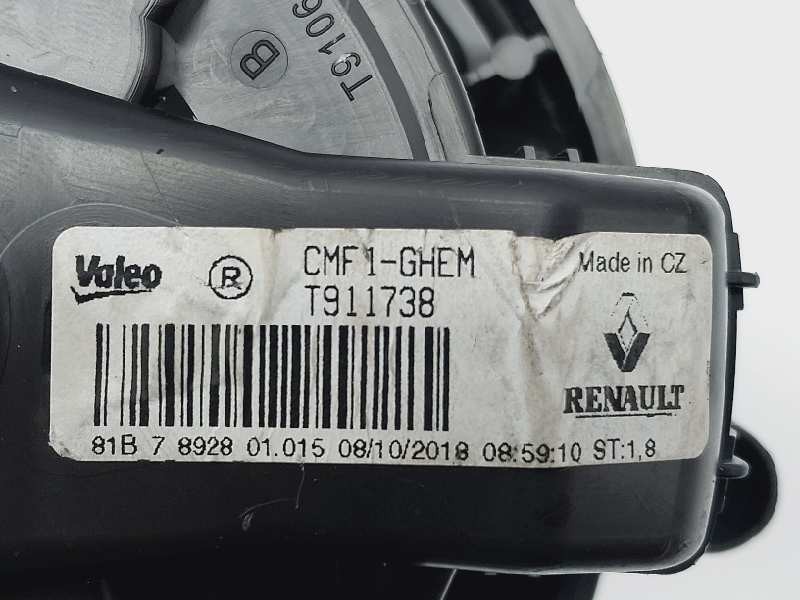 B
T9106
Valeo
R
CMF1-GHEM
T911738
Made in CZ
RENAULT
81B 7 8928 01.015 08/10/2018 08:59:10 ST:1,8